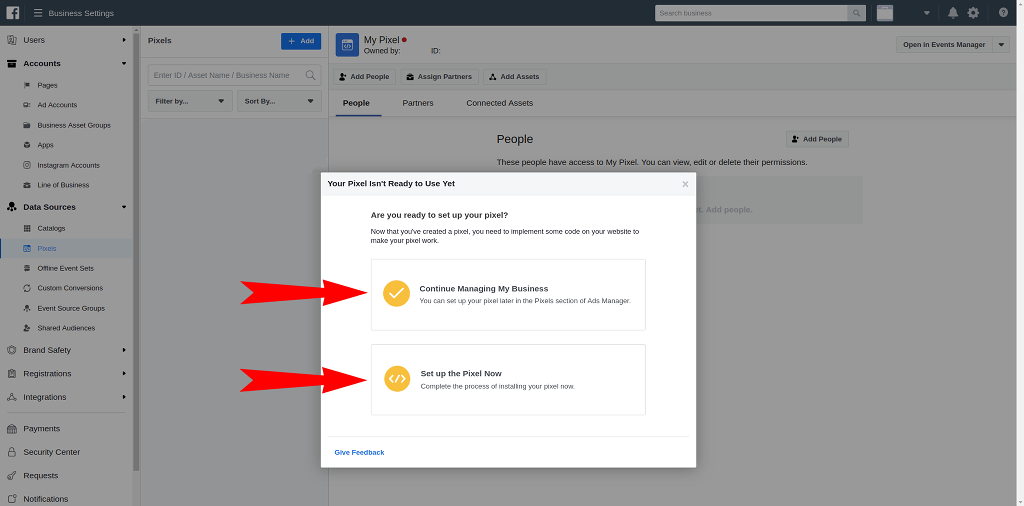 Business Settings
Search business
Users
Accounts
Pages
Ad Accounts
Business Asset Groups
Apps
Instagram Accounts
Line of Business
Data Sources
Catalogs
Pixels
Offline Event Sets
Custom Conversions
Event Source Groups
Shared Audiences
Brand Safety
Registrations
Integrations
Payments
Security Center
Requests
Notifications
Pixels
+ Add
Enter ID / Asset Name / Business Name
Filter by...
Sort By...
My Pixel
Owned by: ID:
Open in Events Manager
Add People
Assign Partners
Add Assets
People
Partners
Connected Assets
People
Add People
These people have access to My Pixel. You can view, edit or delete their permissions.
Add people.
Your Pixel Isn't Ready to Use Yet
Are you ready to set up your pixel?
Now that you've created a pixel, you need to implement some code on your website to
make your pixel work.
Continue Managing My Business
You can set up your pixel later in the Pixels section of Ads Manager.
Set up the Pixel Now
Complete the process of installing your pixel now.
Give Feedback